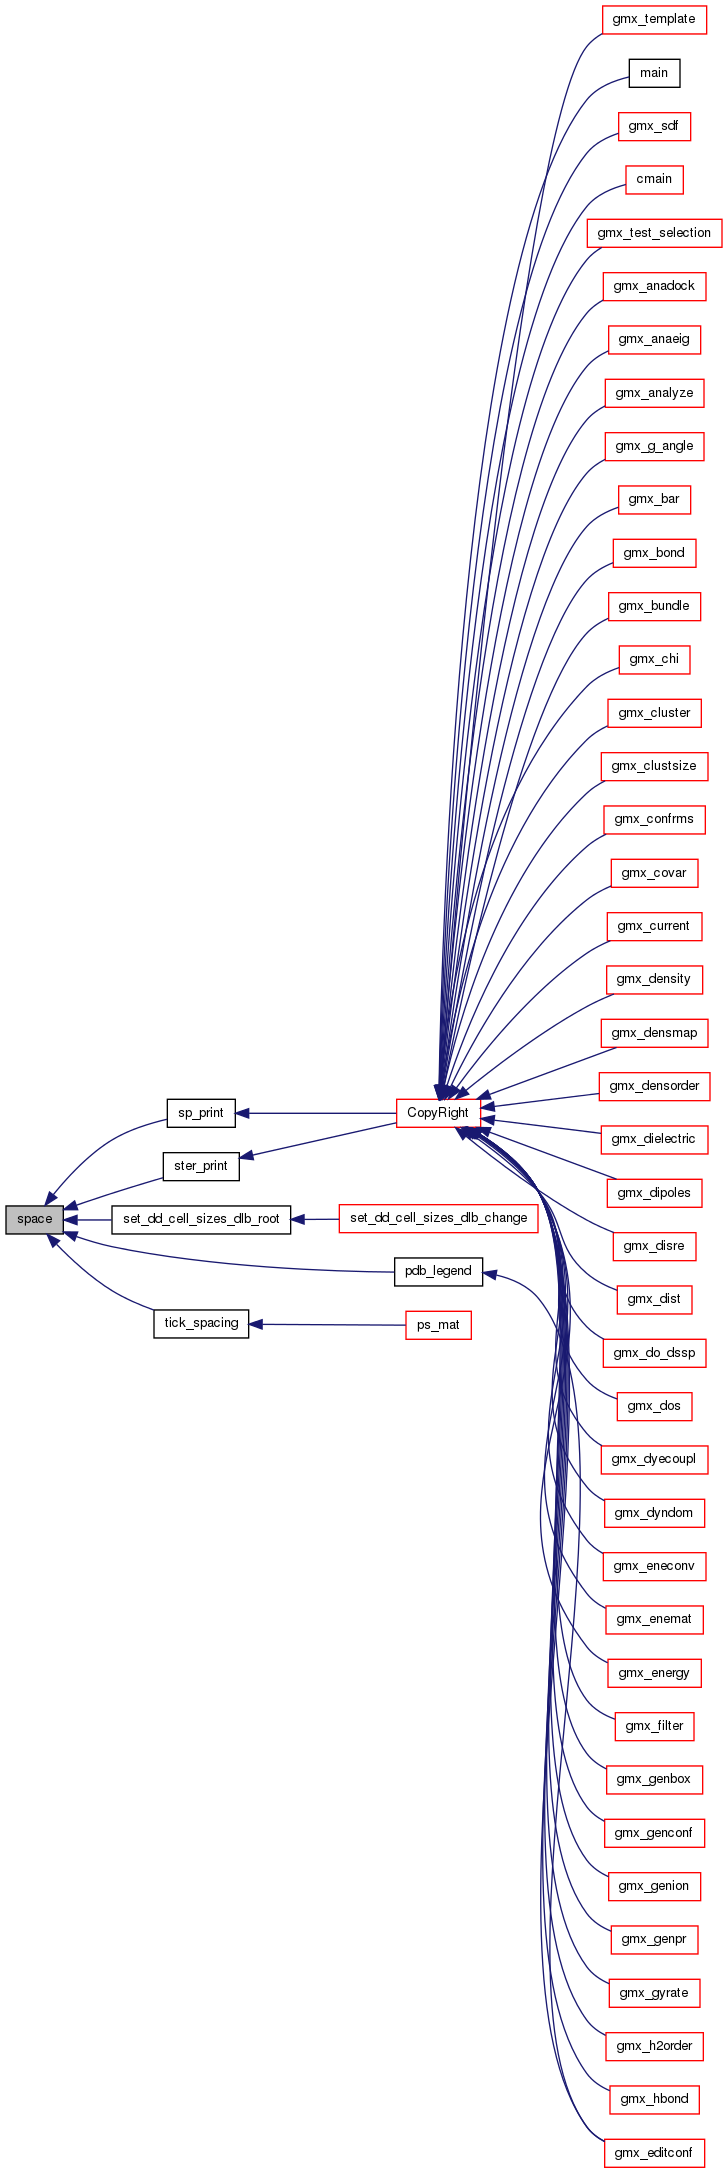 gmx_template
main
gmx_sdf
cmain
gmx_test_selection
gmx_anadock
gmx_anaeig
gmx_analyze
gmx_g_angle
gmx_bar
gmx_bond
gmx_bundle
gmx_chi
gmx_cluster
gmx_clustsize
gmx_confrms
gmx_covar
gmx_current
gmx_density
gmx_densmap
gmx_densorder
sp_print
CopyRight
gmx_dielectric
ster_print
gmx_dipoles
space
set_dd_cell_sizes_dlb_root
set_dd_cell_sizes_dlb_change
gmx_disre
pdb_legend
gmx_dist
tick_spacing
ps_mat
gmx_do_dssp
gmx_dos
gmx_dyecoupl
gmx_dyndom
gmx_eneconv
gmx_enemat
gmx_energy
gmx_filter
gmx_genbox
gmx_genconf
gmx_genion
gmx_genpr
gmx_gyrate
gmx_h2order
gmx_hbond
gmx_editconf